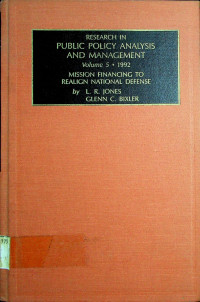 RESEARCH IN
PUBLIC POLICY ANALYSIS
AND MANAGEMENT
Volume 5 • 1992
MISSION FINANCING TO
REALIGN NATIONAL DEFENSE
by L. R. JONES
GLENN C. BIXLER